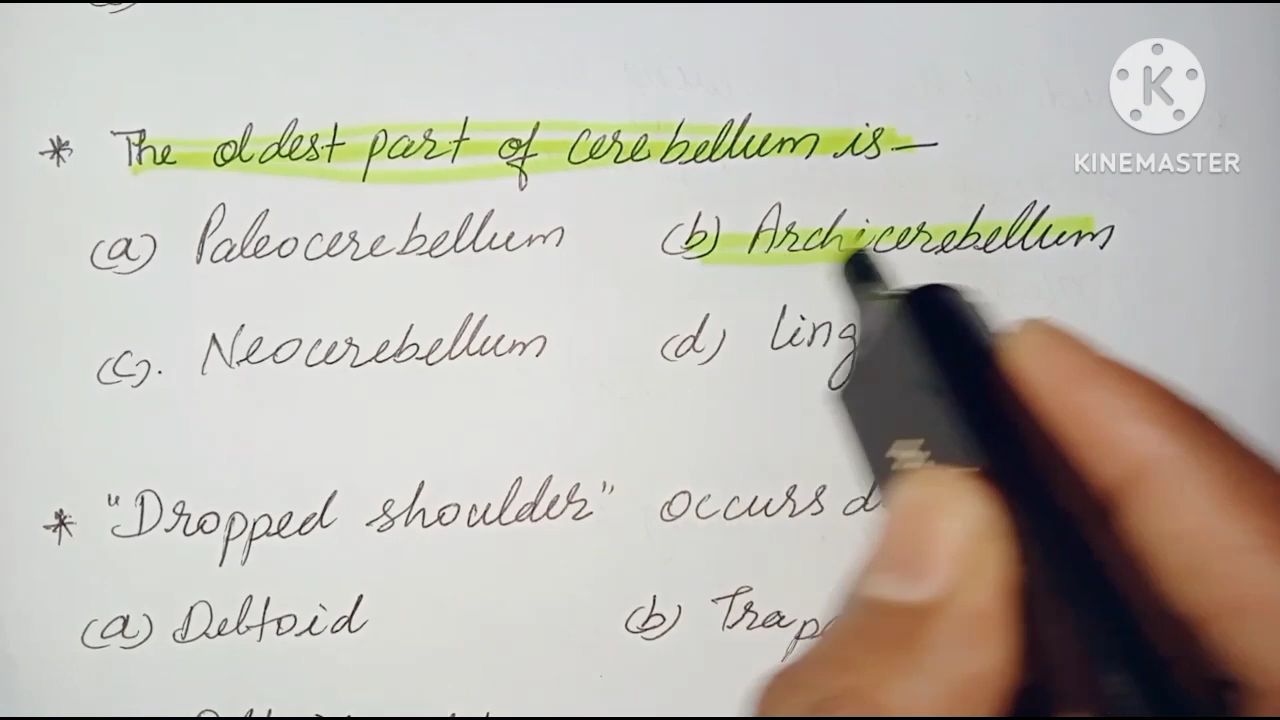 K
KINEMASTER
* The oldest part of cerebellum is—
(a) Paleocerebellum (b) Archicerebellum
(c). Neocerebellum (d) Ling
* "Dropped shoulder" occurs d
(a) Deltoid (b) Trap